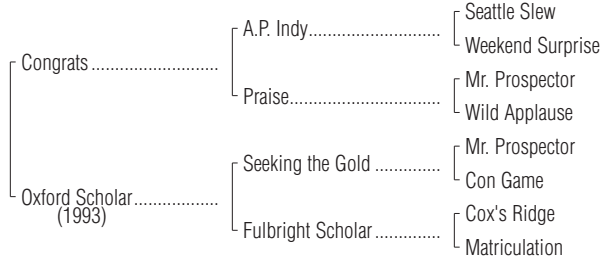 Seattle Slew
A.P. Indy..............................
Weekend Surprise
Congrats .............................
Mr. Prospector
Praise..................................
Wild Applause
Mr. Prospector
Seeking the Gold ...............
Con Game
Oxford Scholar...................
(1993)
Cox's Ridge
Fulbright Scholar...............
Matriculation